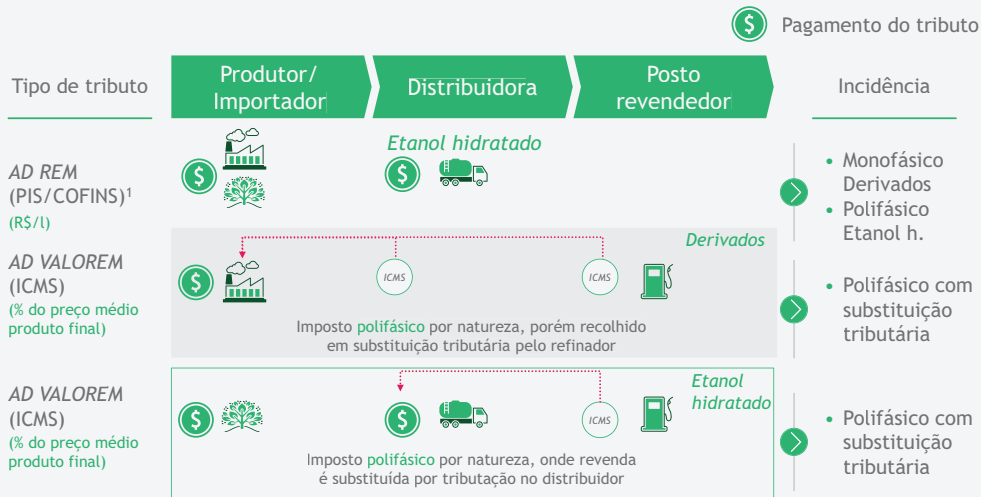 $ Pagamento do tributo
Tipo de tributo
Produtor/
Importador
Distribuidora
Posto
revendedor
Incidência
AD REM
(PIS/COFINS)¹
(R$/l)
$
Etanol hidratado
$
• Monofásico
Derivados
• Polifásico
Etanol h.
AD VALOREM
(ICMS)
(% do preço médio
produto final)
Derivados
$
ICMS
ICMS
Imposto polifásico por natureza, porém recolhido
em substituição tributária pelo refinador
• Polifásico com
substituição
tributária
AD VALOREM
(ICMS)
(% do preço médio
produto final)
Etanol
hidratado
$
$
ICMS
Imposto polifásico por natureza, onde revenda
é substituída por tributação no distribuidor
• Polifásico com
substituição
tributária